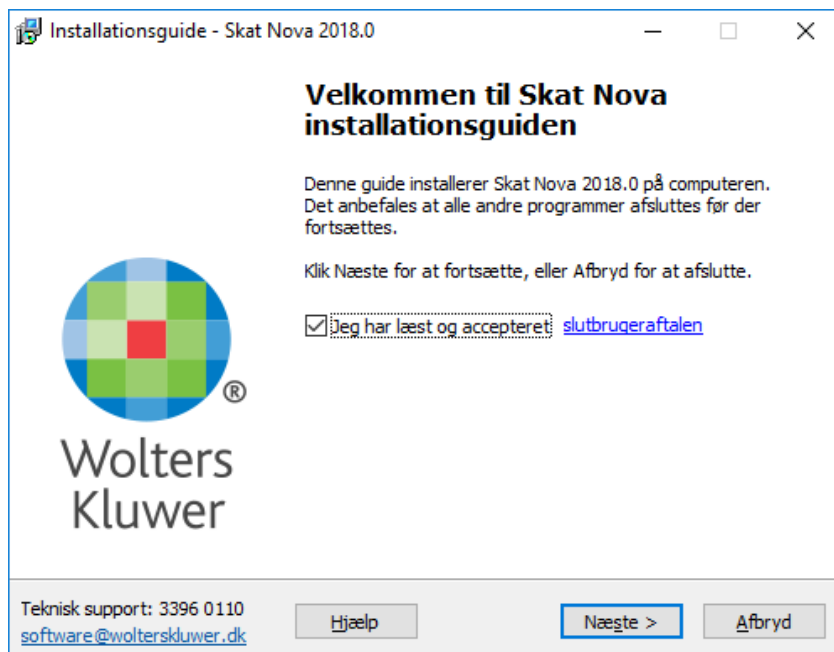 Installationsguide - Skat Nova 2018.0
Velkommen til Skat Nova
installationsguiden
Denne guide installerer Skat Nova 2018.0 på computeren.
Det anbefales at alle andre programmer afsluttes før der
fortsættes.
Klik Næste for at fortsætte, eller Afbryd for at afslutte.
Jeg har læst og accepteret slutbrugeraftalen
®
Wolters
Kluwer
Teknisk support: 3396 0110
software@wolterskluwer.dk
Hjælp
Næste >
Afbryd